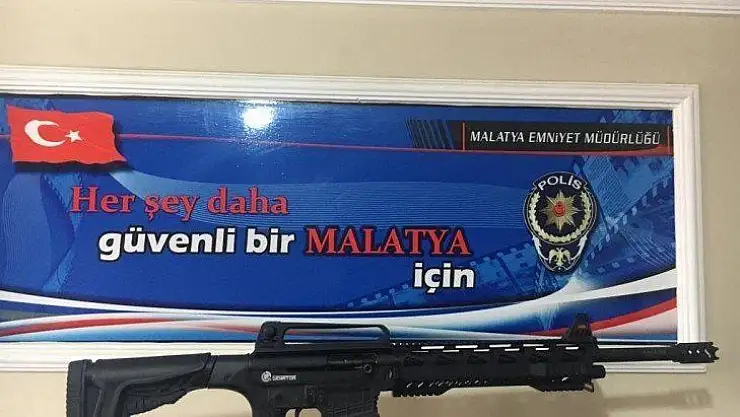 MALATYA EMNİYET MÜDÜRLÜĞÜ
POLİS
Her şey daha
güvenli bir MALATYA
için